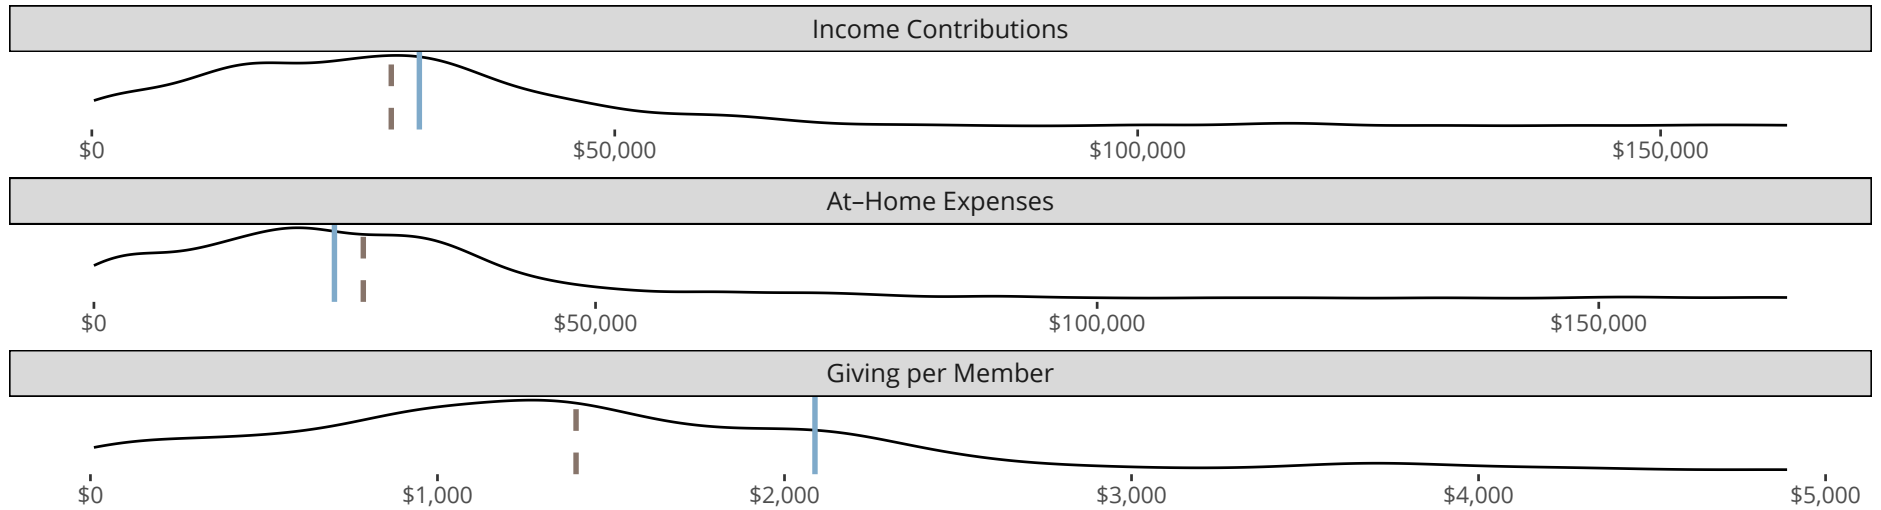 Income Contributions
$0 $50,000 $100,000 $150,000
At–Home Expenses
$0 $50,000 $100,000 $150,000
Giving per Member
$0 $1,000 $2,000 $3,000 $4,000 $5,000